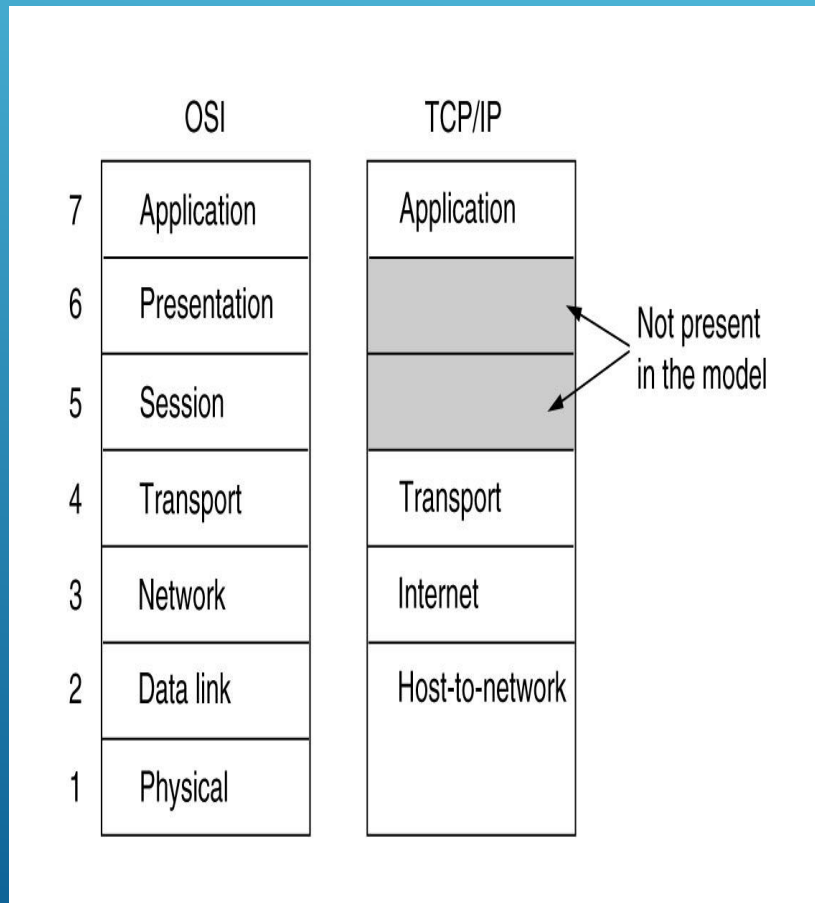 OSI TCP/IP
7 Application Application
6 Presentation
Not present
in the model
5 Session
4 Transport Transport
3 Network Internet
2 Data link Host-to-network
1 Physical